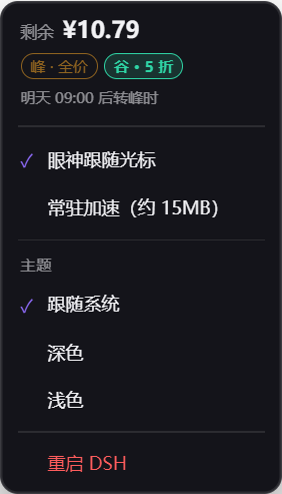 剩余 ¥10.79
峰·全价 谷·5 折
明天 09:00 后转峰时
✓ 眼神跟随光标
常驻加速（约 15MB）
主题
✓ 跟随系统
深色
浅色
重启 DSH